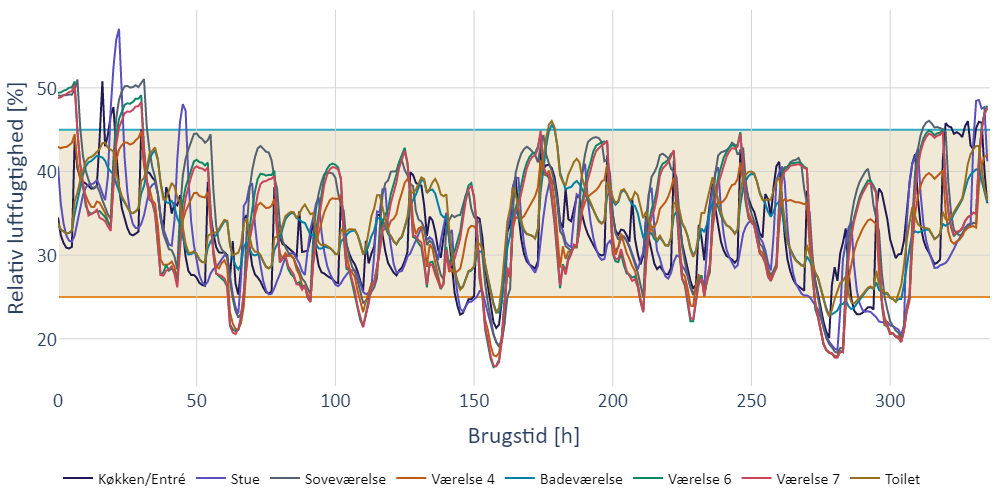 50
40
30
20
Relativ luftfugtighed [%]
0 50 100 150 200 250 300
Brugstid [h]
Køkken/Entré Stue Soveværelse Værelse 4 Badeværelse Værelse 6 Værelse 7 Toilet